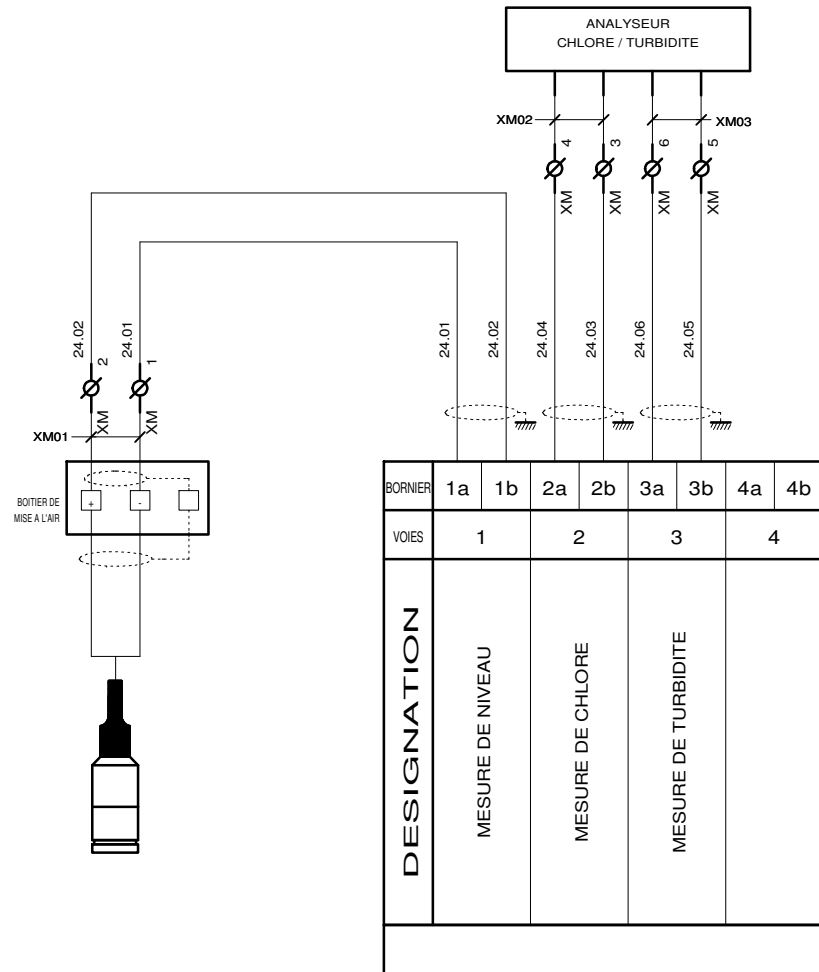 ANALYSEUR
CHLORE / TURBIDITE
XM02
XM03
4
3
6
5
XM
XM
XM
XM
24.02
24.01
24.01
24.02
24.04
24.03
24.06
24.05
2
1
XM
XM
XM01
BOITIER DE
MISE A L'AIR
+
-
BORNIER 1a 1b 2a 2b 3a 3b 4a 4b
VOIES 1 2 3 4
DESIGNATION
MESURE DE NIVEAU
MESURE DE CHLORE
MESURE DE TURBIDITE